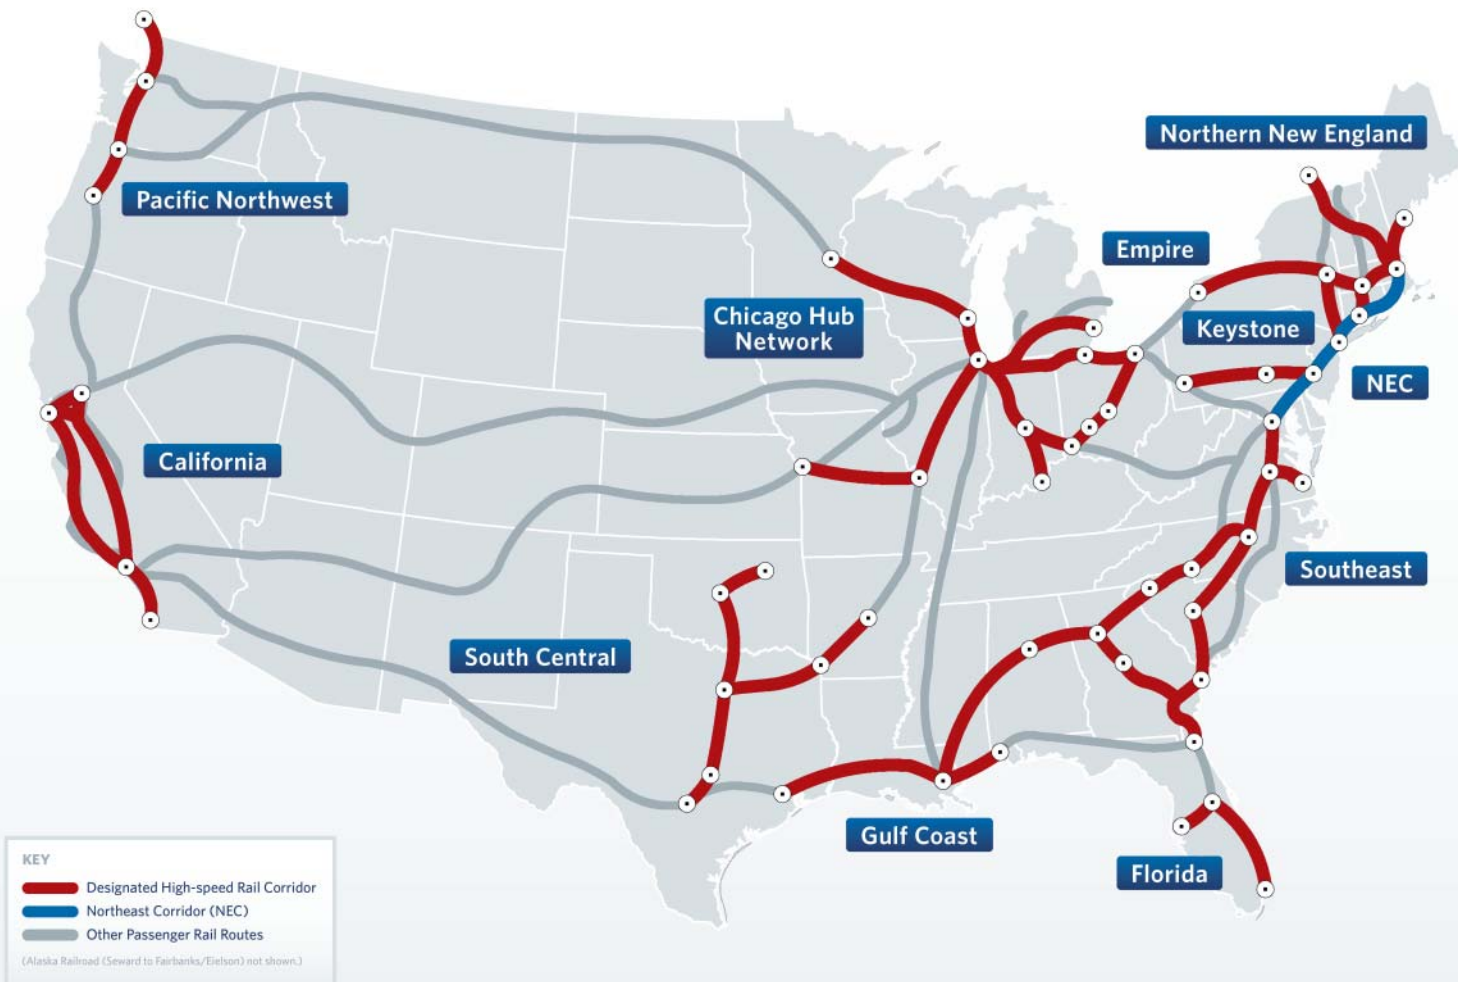 Northern New England
Pacific Northwest
Empire
Chicago Hub
Network
Keystone
NEC
California
Southeast
South Central
Gulf Coast
Florida
KEY
Designated High-speed Rail Corridor
Northeast Corridor (NEC)
Other Passenger Rail Routes
(Alaska Railroad (Seward to Fairbanks/Eielson) not shown.)